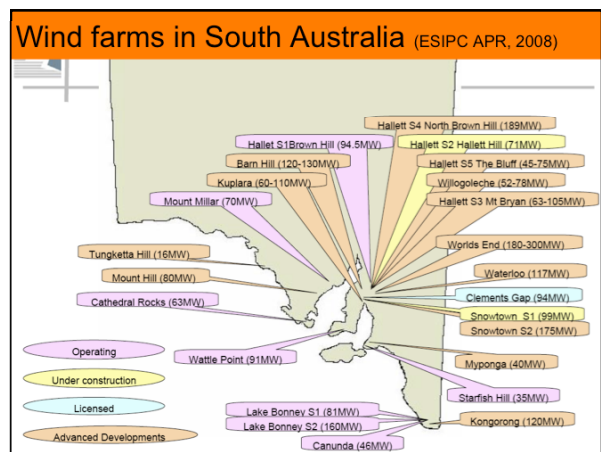 Wind farms in South Australia (ESIPC APR, 2008)
Hallett S4 North Brown Hill (189MW)
Hallet S1Brown Hill (94.5MW)
Hallett S2 Hallett Hill (71MW)
Barn Hill (120-130MW)
Hallett S5 The Bluff (45-75MW)
Kuplara (60-110MW)
Willogoleche (52-78MW)
Mount Millar (70MW)
Hallett S3 Mt Bryan (63-105MW)
Worlds End (180-300MW)
Tungketta Hill (16MW)
Waterloo (117MW)
Mount Hill (80MW)
Clements Gap (94MW)
Cathedral Rocks (63MW)
Snowtown S1 (99MW)
Snowtown S2 (175MW)
Operating
Wattle Point (91MW)
Myponga (40MW)
Under construction
Starfish Hill (35MW)
Licensed
Lake Bonney S1 (81MW)
Lake Bonney S2 (160MW)
Kongorong (120MW)
Advanced Developments
Canunda (46MW)